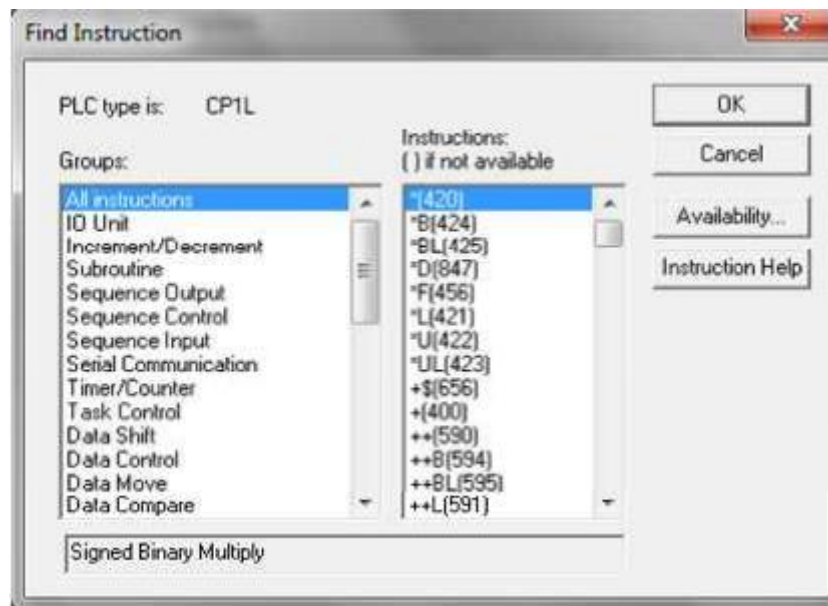 Find Instruction
PLC type is: CP1L
Groups:
Instructions:
( ) if not available
All instructions
IO Unit
Increment/Decrement
Subroutine
Sequence Output
Sequence Control
Sequence Input
Serial Communication
Timer/Counter
Task Control
Data Shift
Data Control
Data Move
Data Compare
*(420)
*B(424)
*BL(425)
*D(847)
*F(456)
*L(421)
*U(422)
*UL(423)
+$(656)
+(400)
++(590)
++B(594)
++BL(595)
++L(591)
OK
Cancel
Availability...
Instruction Help
Signed Binary Multiply